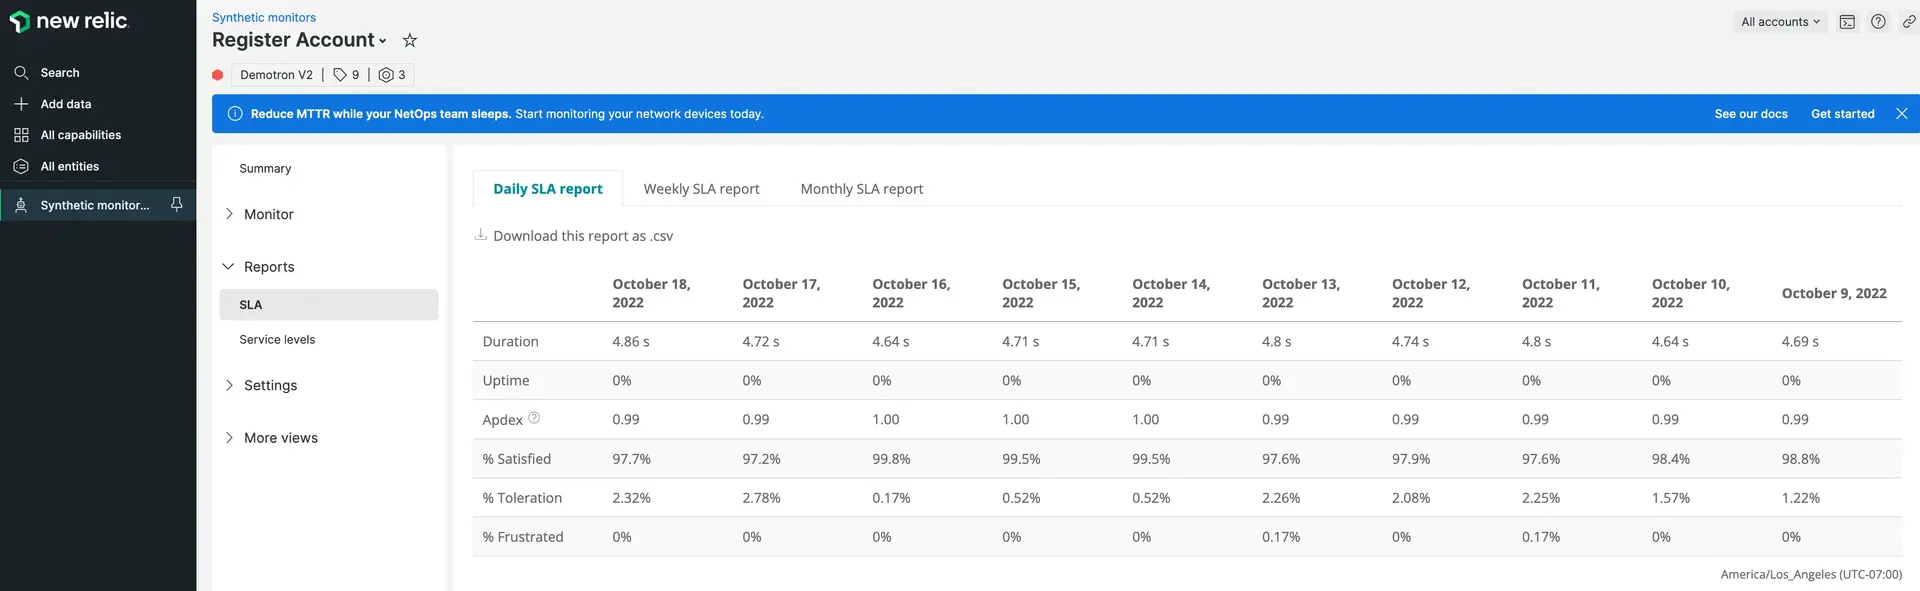 new relic.
Search
Add data
All capabilities
All entities
Synthetic monitor...
Synthetic monitors
Register Account
All accounts
Demotron V2 | 9 | 3
Reduce MTTR while your NetOps team sleeps. Start monitoring your network devices today.
See our docs
Get started
Summary
Monitor
Reports
SLA
Service levels
Settings
More views
Daily SLA report
Weekly SLA report
Monthly SLA report
Download this report as .csv
October 18, 2022 October 17, 2022 October 16, 2022 October 15, 2022 October 14, 2022 October 13, 2022 October 12, 2022 October 11, 2022 October 10, 2022 October 9, 2022
Duration 4.86 s 4.72 s 4.64 s 4.71 s 4.71 s 4.8 s 4.74 s 4.8 s 4.64 s 4.69 s
Uptime 0% 0% 0% 0% 0% 0% 0% 0% 0% 0%
Apdex 0.99 0.99 1.00 1.00 1.00 0.99 0.99 0.99 0.99 0.99
% Satisfied 97.7% 97.2% 99.8% 99.5% 99.5% 97.6% 97.9% 97.6% 98.4% 98.8%
% Toleration 2.32% 2.78% 0.17% 0.52% 0.52% 2.26% 2.08% 2.25% 1.57% 1.22%
% Frustrated 0% 0% 0% 0% 0% 0.17% 0% 0.17% 0% 0%
America/Los_Angeles (UTC-07:00)